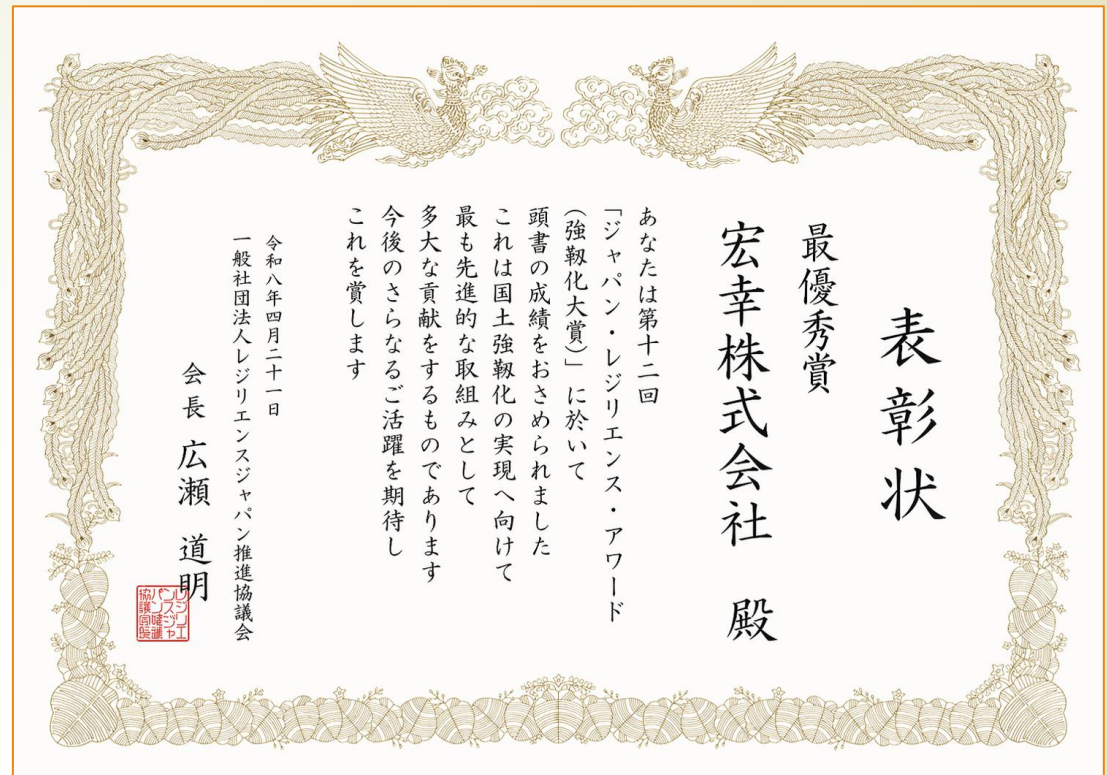 表彰状
最優秀賞
宏幸株式会社 殿
あなたは第十二回
「ジャパン・レジリエンス・アワード
(強靱化大賞)」に於いて
頭書の成績をおさめられました
これは国土強靱化の実現へ向けて
最も先進的な取組みとして
多大な貢献をするものであります
今後のさらなるご活躍を期待し
これを賞します
令和八年四月二十一日
一般社団法人レジリエンスジャパン推進協議会
会長 広瀬 道明